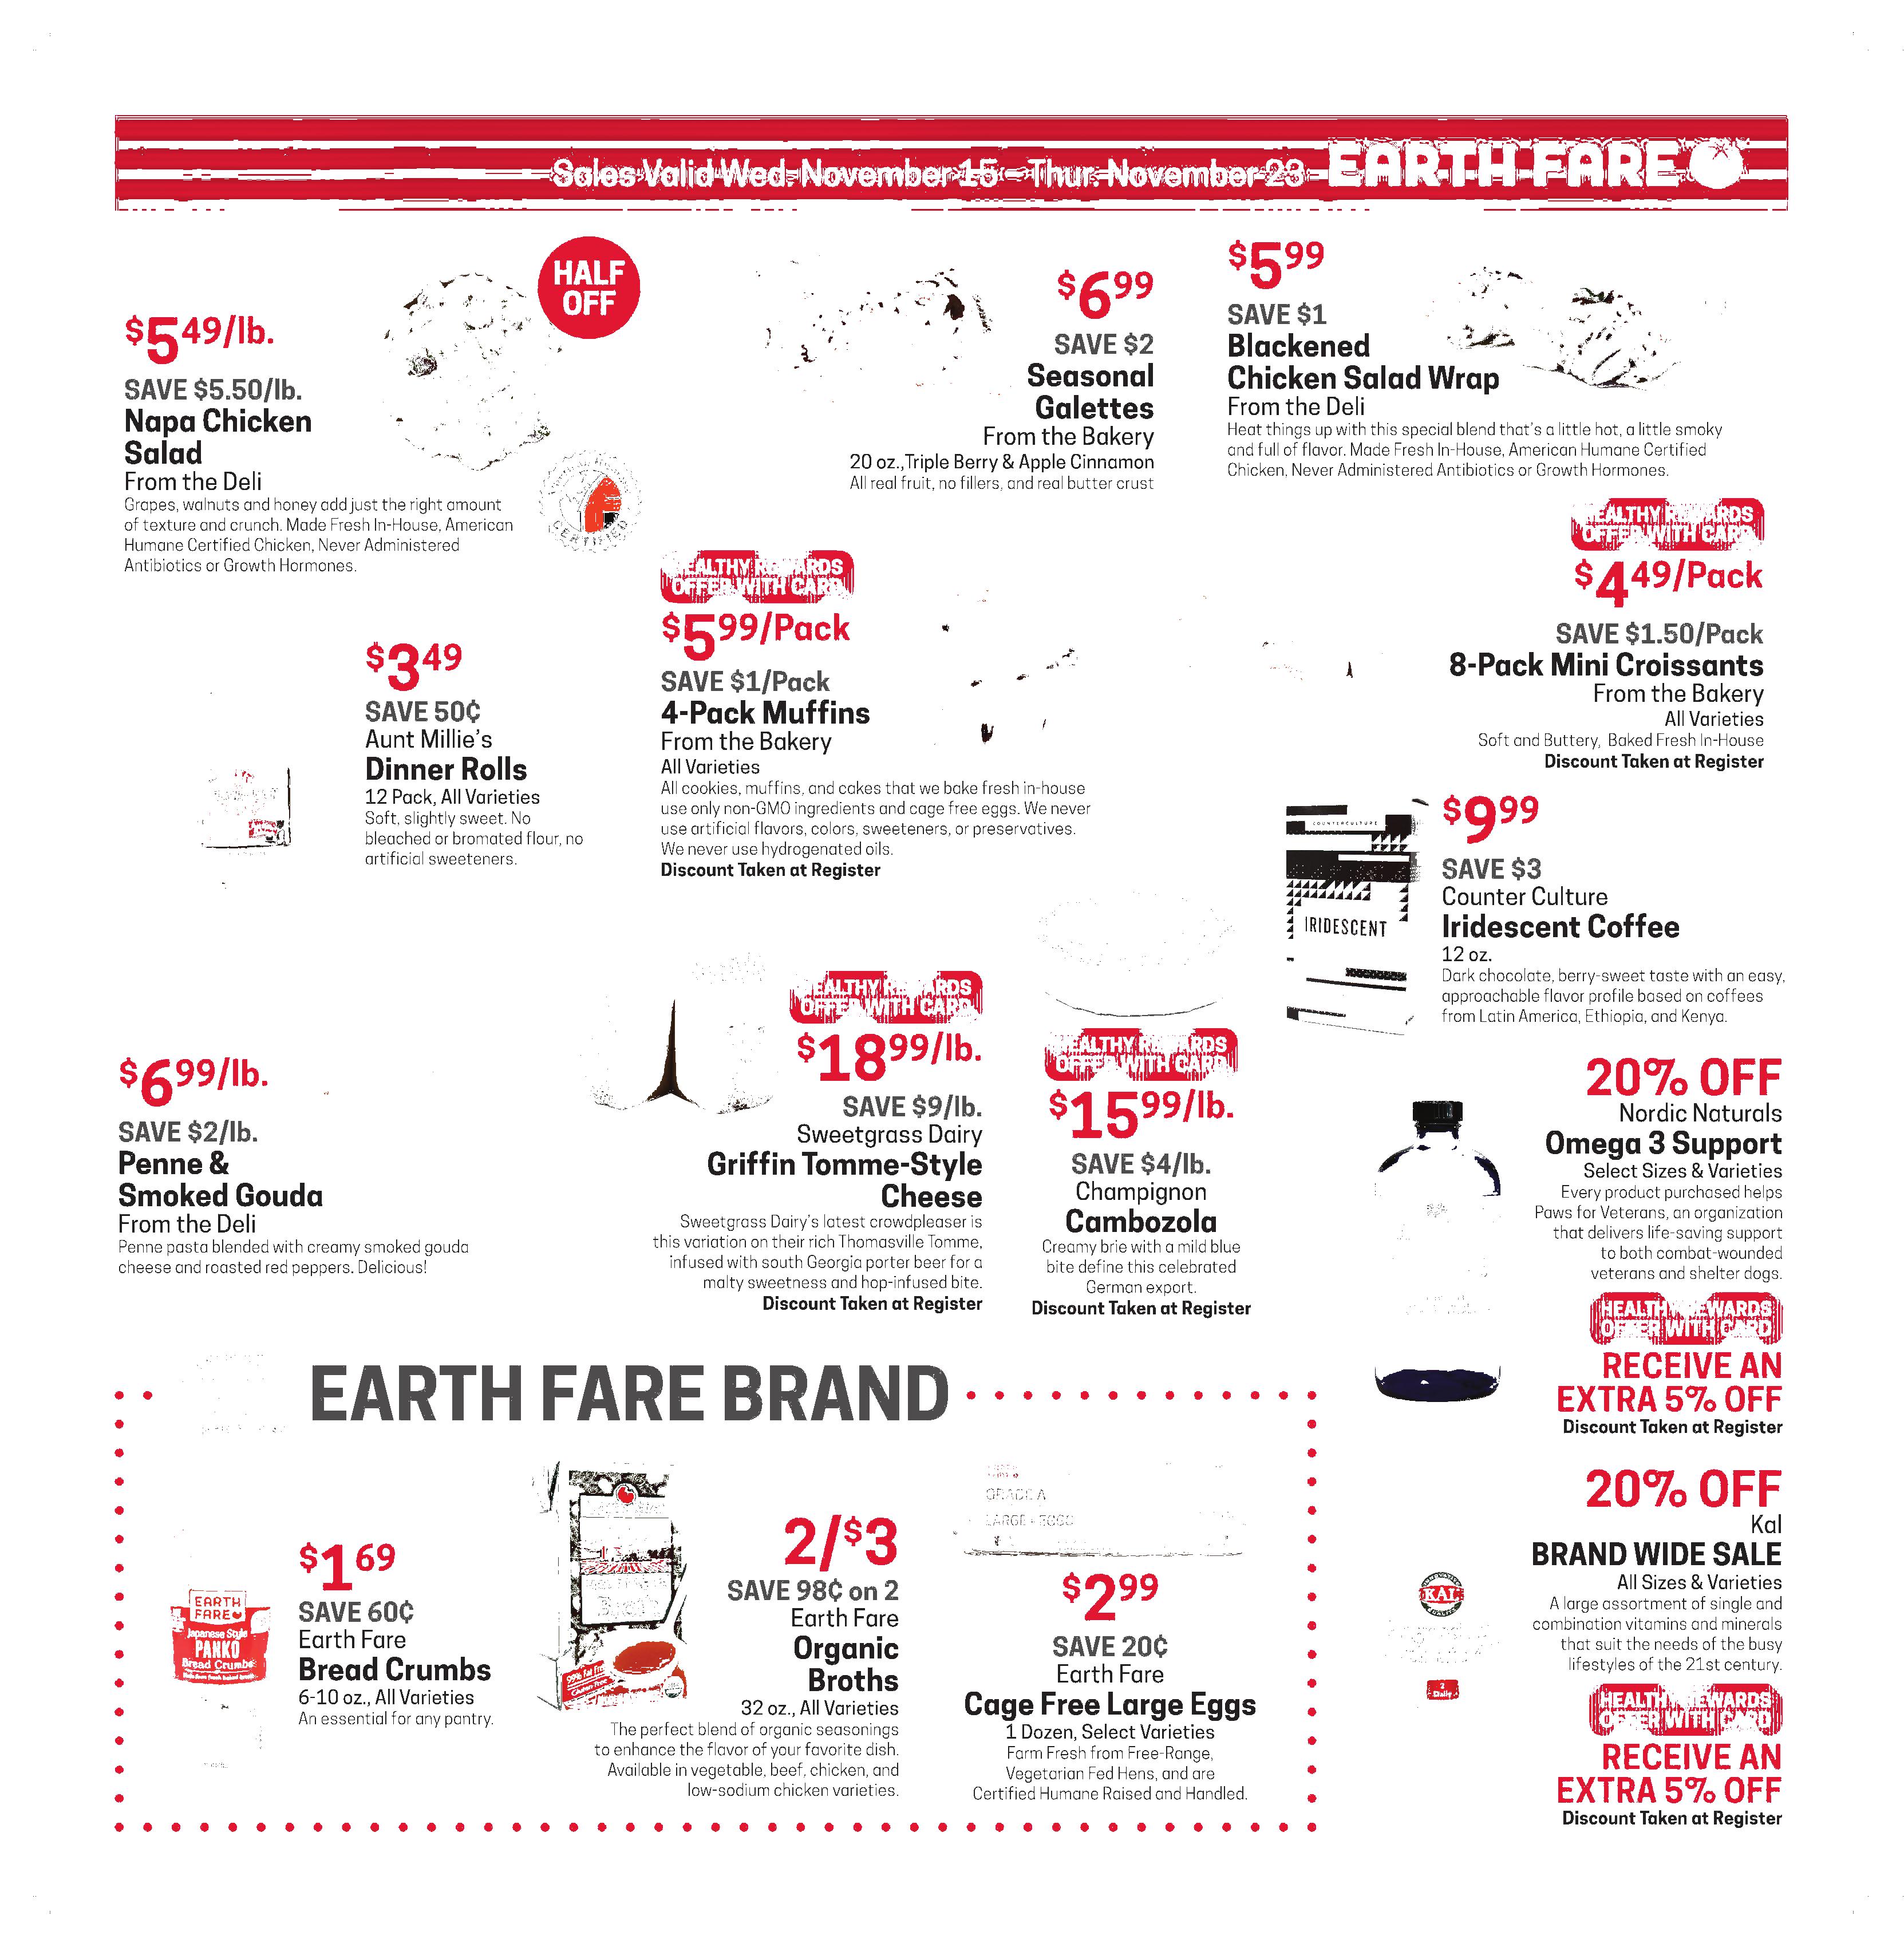 Sales Valid Wed. November 15 - Thur. November 23 EARTH FARE
HALF
OFF
$5 49/lb.
SAVE $5.50/lb.
Napa Chicken
Salad
From the Deli
Grapes, walnuts and honey add just the right amount
of texture and crunch. Made Fresh In-House, American
Humane Certified Chicken, Never Administered
Antibiotics or Growth Hormones.
CERTIFIED
$6 99
SAVE $2
Seasonal
Galettes
From the Bakery
20 oz.,Triple Berry & Apple Cinnamon
All real fruit, no fillers, and real butter crust
$5 99
SAVE $1
Blackened
Chicken Salad Wrap
From the Deli
Heat things up with this special blend that's a little hot, a little smoky
and full of flavor. Made Fresh In-House, American Humane Certified
Chicken, Never Administered Antibiotics or Growth Hormones.
$3 49
SAVE 50¢
Aunt Millie's
Dinner Rolls
12 Pack, All Varieties
Soft, slightly sweet. No
bleached or bromated flour, no
artificial sweeteners.
HEALTHY REWARDS
OFFER WITH CARD
$5 99/Pack
SAVE $1/Pack
4-Pack Muffins
From the Bakery
All Varieties
All cookies, muffins, and cakes that we bake fresh in-house
use only non-GMO ingredients and cage free eggs. We never
use artificial flavors, colors, sweeteners, or preservatives.
We never use hydrogenated oils.
Discount Taken at Register
HEALTHY REWARDS
OFFER WITH CARD
$4 49/Pack
SAVE $1.50/Pack
8-Pack Mini Croissants
From the Bakery
All Varieties
Soft and Buttery, Baked Fresh In-House
Discount Taken at Register
COUNTERCULTURE
IRIDESCENT
$9 99
SAVE $3
Counter Culture
Iridescent Coffee
12 oz.
Dark chocolate, berry-sweet taste with an easy,
approachable flavor profile based on coffees
from Latin America, Ethiopia, and Kenya.
$6 99/lb.
SAVE $2/lb.
Penne &
Smoked Gouda
From the Deli
Penne pasta blended with creamy smoked gouda
cheese and roasted red peppers. Delicious!
HEALTHY REWARDS
OFFER WITH CARD
$18 99/lb.
SAVE $9/lb.
Sweetgrass Dairy
Griffin Tomme-Style
Cheese
Sweetgrass Dairy's latest crowdpleaser is
this variation on their rich Thomasville Tomme,
infused with south Georgia porter beer for a
malty sweetness and hop-infused bite.
Discount Taken at Register
HEALTHY REWARDS
OFFER WITH CARD
$15 99/lb.
SAVE $4/lb.
Champignon
Cambozola
Creamy brie with a mild blue
bite define this celebrated
German export.
Discount Taken at Register
20% OFF
Nordic Naturals
Omega 3 Support
Select Sizes & Varieties
Every product purchased helps
Paws for Veterans, an organization
that delivers life-saving support
to both combat-wounded
veterans and shelter dogs.
HEALTHY REWARDS
OFFER WITH CARD
RECEIVE AN
EXTRA 5% OFF
Discount Taken at Register
EARTH FARE BRAND
EARTH
FARE
Japanese Style
PANKO
Bread Crumbs
$1 69
SAVE 60¢
Earth Fare
Bread Crumbs
6-10 oz., All Varieties
An essential for any pantry.
99% Fat Free
Gluten Free
2/$3
SAVE 98¢ on 2
Earth Fare
Organic
Broths
32 oz., All Varieties
The perfect blend of organic seasonings
to enhance the flavor of your favorite dish.
Available in vegetable, beef, chicken, and
low-sodium chicken varieties.
GRADE A
LARGE EGGS
$2 99
SAVE 20¢
Earth Fare
Cage Free Large Eggs
1 Dozen, Select Varieties
Farm Fresh from Free-Range,
Vegetarian Fed Hens, and are
Certified Humane Raised and Handled.
KAL
20% OFF
Kal
BRAND WIDE SALE
All Sizes & Varieties
A large assortment of single and
combination vitamins and minerals
that suit the needs of the busy
lifestyles of the 21st century.
HEALTHY REWARDS
OFFER WITH CARD
RECEIVE AN
EXTRA 5% OFF
Discount Taken at Register